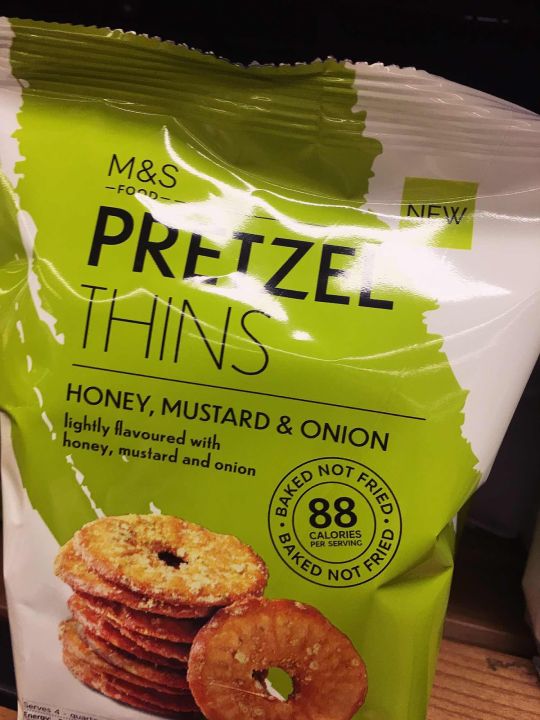 M&S
FOOD
NEW
PRETZEL
THINS
HONEY, MUSTARD & ONION
lightly flavoured with
honey, mustard and onion
BAKED NOT FRIED
88
CALORIES
PER SERVING
BAKED NOT FRIED
Serves 4
Energy